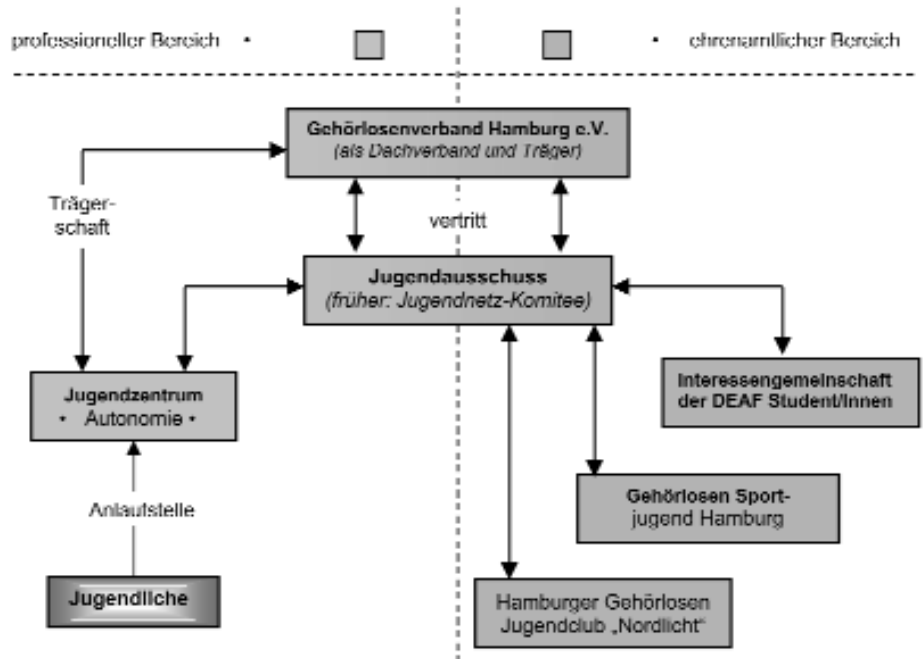 professioneller Bereich •
• ehrenamtlicher Bereich
Gehörlosenverband Hamburg e.V.
(als Dachverband und Träger)
Träger-
schaft
vertritt
Jugendausschuss
(früher: Jugendnetz-Komitee)
Jugendzentrum
• Autonomie •
Interessengemeinschaft
der DEAF Student/Innen
Gehörlosen Sport-
jugend Hamburg
Anlaufstelle
Jugendliche
Hamburger Gehörlosen
Jugendclub „Nordlicht“